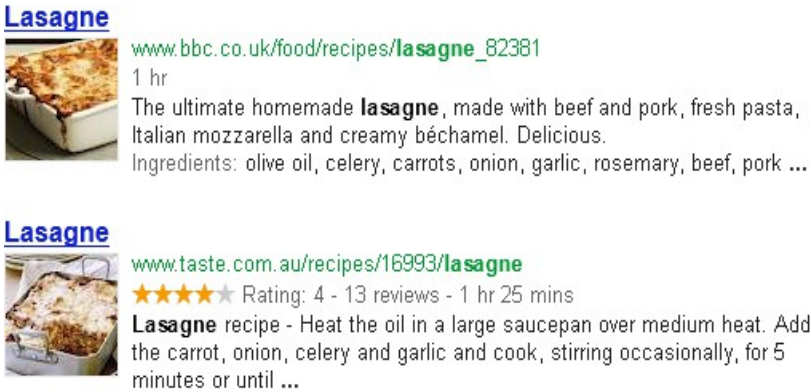 Lasagne
www.bbc.co.uk/food/recipes/lasagne_82381
1 hr
The ultimate homemade lasagne, made with beef and pork, fresh pasta,
Italian mozzarella and creamy béchamel. Delicious.
Ingredients: olive oil, celery, carrots, onion, garlic, rosemary, beef, pork ...
Lasagne
www.taste.com.au/recipes/16993/lasagne
Rating: 4 - 13 reviews - 1 hr 25 mins
Lasagne recipe - Heat the oil in a large saucepan over medium heat. Add
the carrot, onion, celery and garlic and cook, stirring occasionally, for 5
minutes or until ...